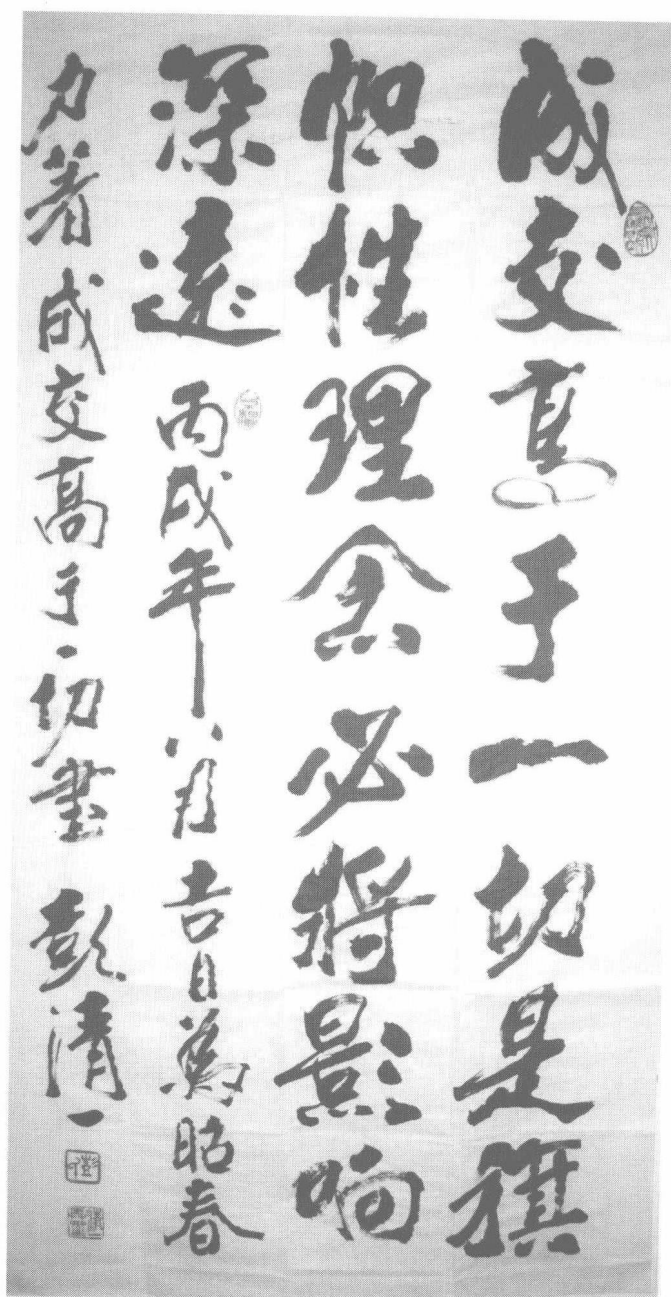 成交高于一切是旗
帜性理念必将影响
深远 丙戌年八月吉日为昭春
力著成交高于一切书 彭清一